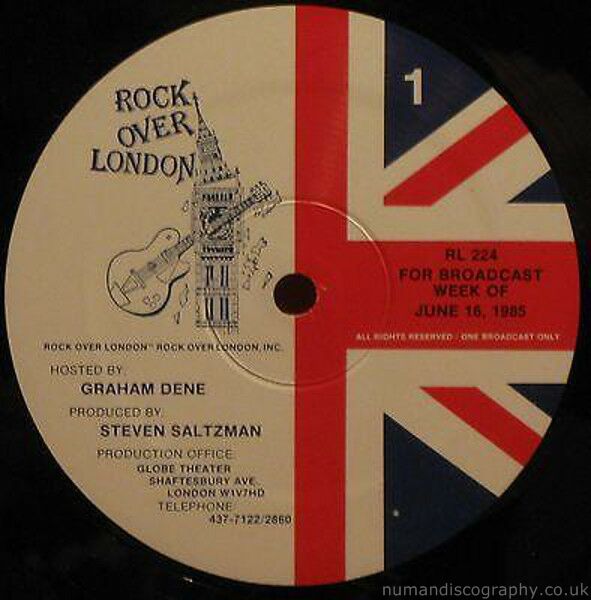 ROCK
OVER
LONDON
1
RL 224
FOR BROADCAST
WEEK OF
JUNE 16, 1985
ALL RIGHTS RESERVED / ONE BROADCAST ONLY
ROCK OVER LONDON™ ROCK OVER LONDON, INC.
HOSTED BY:
GRAHAM DENE
PRODUCED BY:
STEVEN SALTZMAN
PRODUCTION OFFICE:
GLOBE THEATER
SHAFTESBURY AVE.
LONDON W1V7HD
TELEPHONE:
437-7122/2860
numandiscography.co.uk